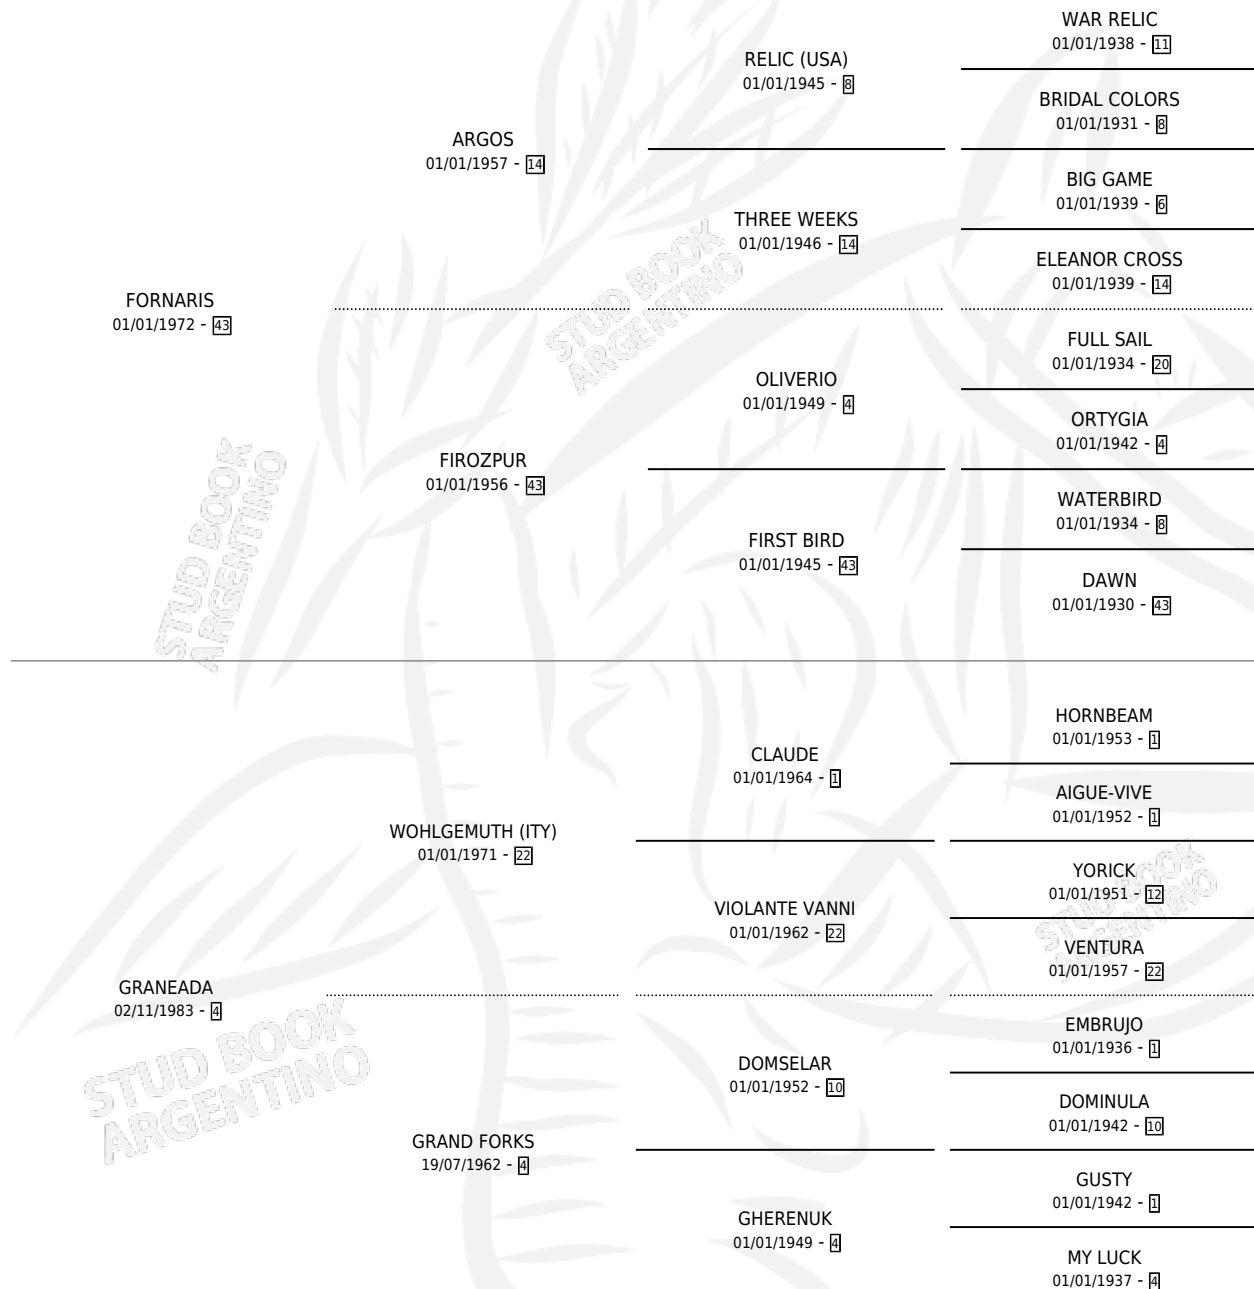 WAR RELIC
01/01/1938 - 11
RELIC (USA)
01/01/1945 - 8
BRIDAL COLORS
01/01/1931 - 8
ARGOS
01/01/1957 - 14
BIG GAME
01/01/1939 - 6
THREE WEEKS
01/01/1946 - 14
ELEANOR CROSS
01/01/1939 - 14
FORNARIS
01/01/1972 - 43
FULL SAIL
01/01/1934 - 20
OLIVERIO
01/01/1949 - 4
ORTYGIA
01/01/1942 - 4
FIROZPUR
01/01/1956 - 43
WATERBIRD
01/01/1934 - 8
FIRST BIRD
01/01/1945 - 43
DAWN
01/01/1930 - 43
HORNBEAM
01/01/1953 - 1
CLAUDE
01/01/1964 - 1
AIGUE-VIVE
01/01/1952 - 1
WOHLGEMUTH (ITY)
01/01/1971 - 22
YORICK
01/01/1951 - 12
VIOLANTE VANNI
01/01/1962 - 22
VENTURA
01/01/1957 - 22
GRANEADA
02/11/1983 - 4
EMBRUJO
01/01/1936 - 1
DOMSELAR
01/01/1952 - 10
DOMINULA
01/01/1942 - 10
GRAND FORKS
19/07/1962 - 4
GUSTY
01/01/1942 - 1
GHERENUK
01/01/1949 - 4
MY LUCK
01/01/1937 - 4
STUD BOOK
ARGENTINO
STUD BOOK
ARGENTINO
STUD BOOK
ARGENTINO
STUD BOOK
ARGENTINO